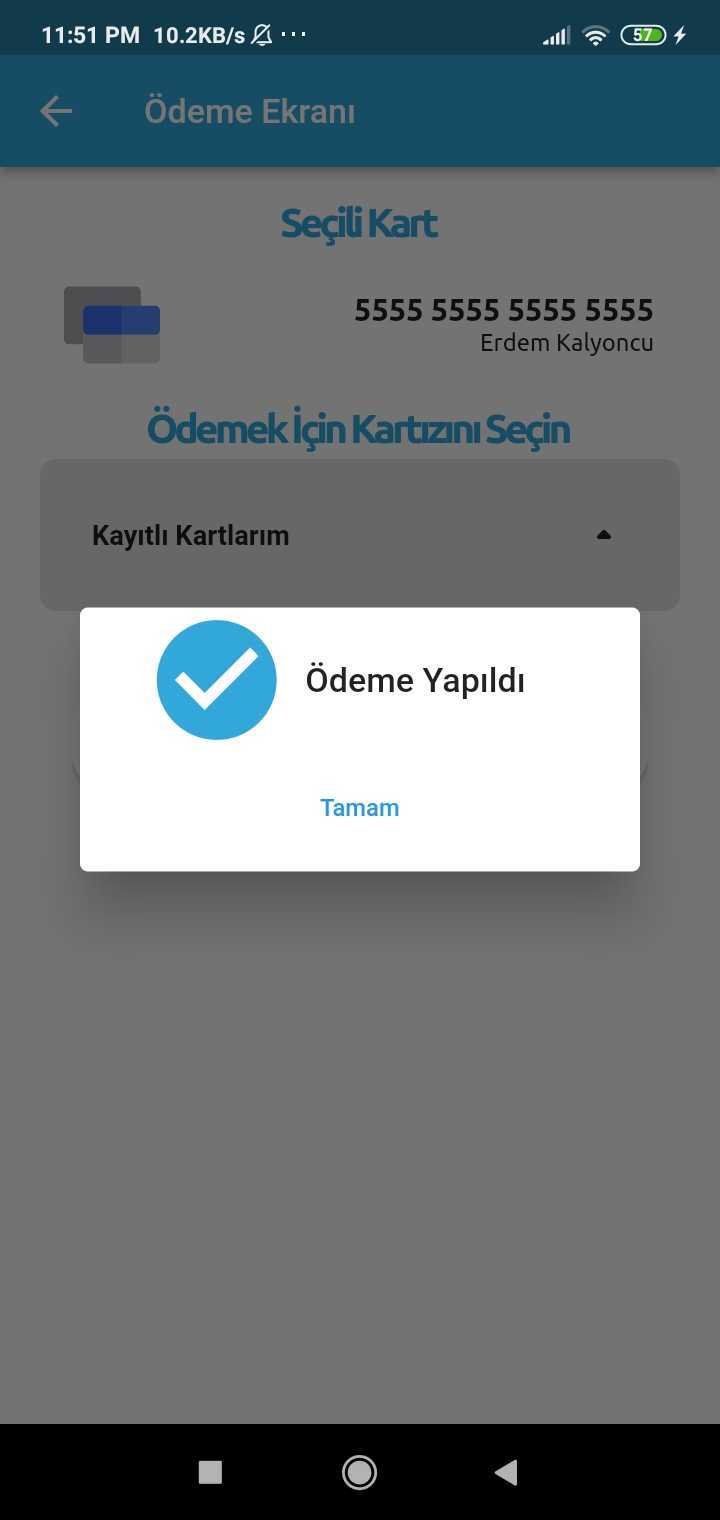 11:51 PM 10.2KB/s ... 57
Ödeme Ekranı
Seçili Kart
5555 5555 5555 5555
Erdem Kalyoncu
Ödemek İçin Kartızını Seçin
Kayıtlı Kartlarım
Ödeme Yapıldı
Tamam